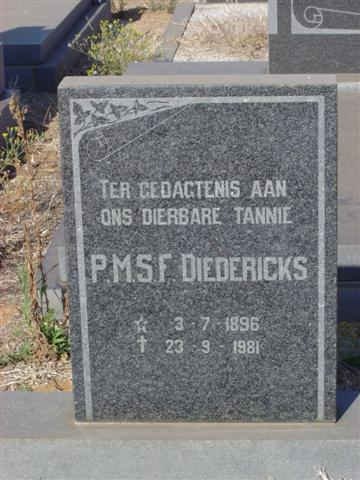 TER GEDAGTENIS AAN
ONS DIERBARE TANNIE
P.M.S.F. DIEDERICKS
☆ 3-7-1896
† 23-9-1981